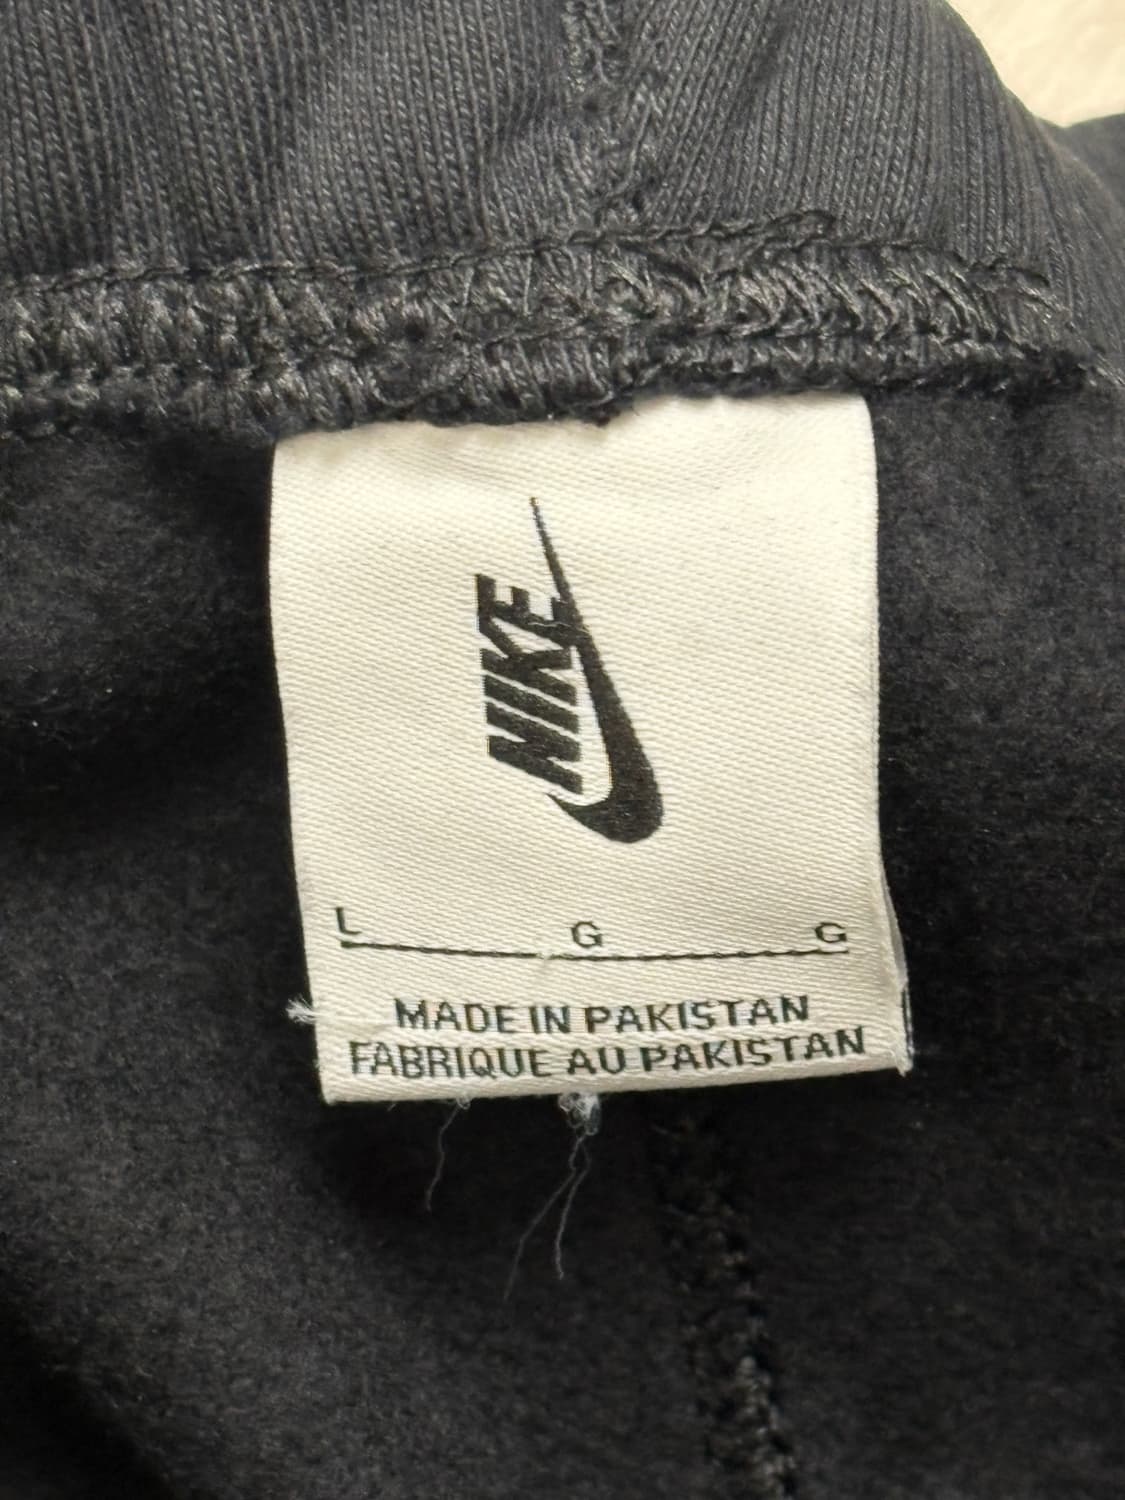 NIKE
L G G
MADE IN PAKISTAN
FABRIQUE AU PAKISTAN